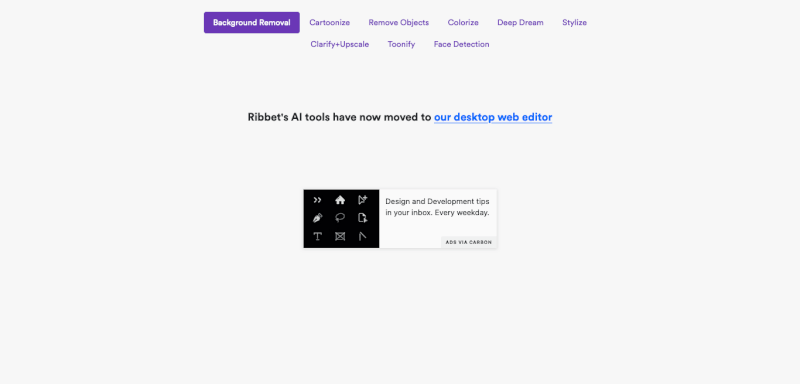 Background Removal Cartoonize Remove Objects Colorize Deep Dream Stylize
Clarify+Upscale Toonify Face Detection
Ribbet's AI tools have now moved to our desktop web editor
Design and Development tips
in your inbox. Every weekday.
ADS VIA CARBON